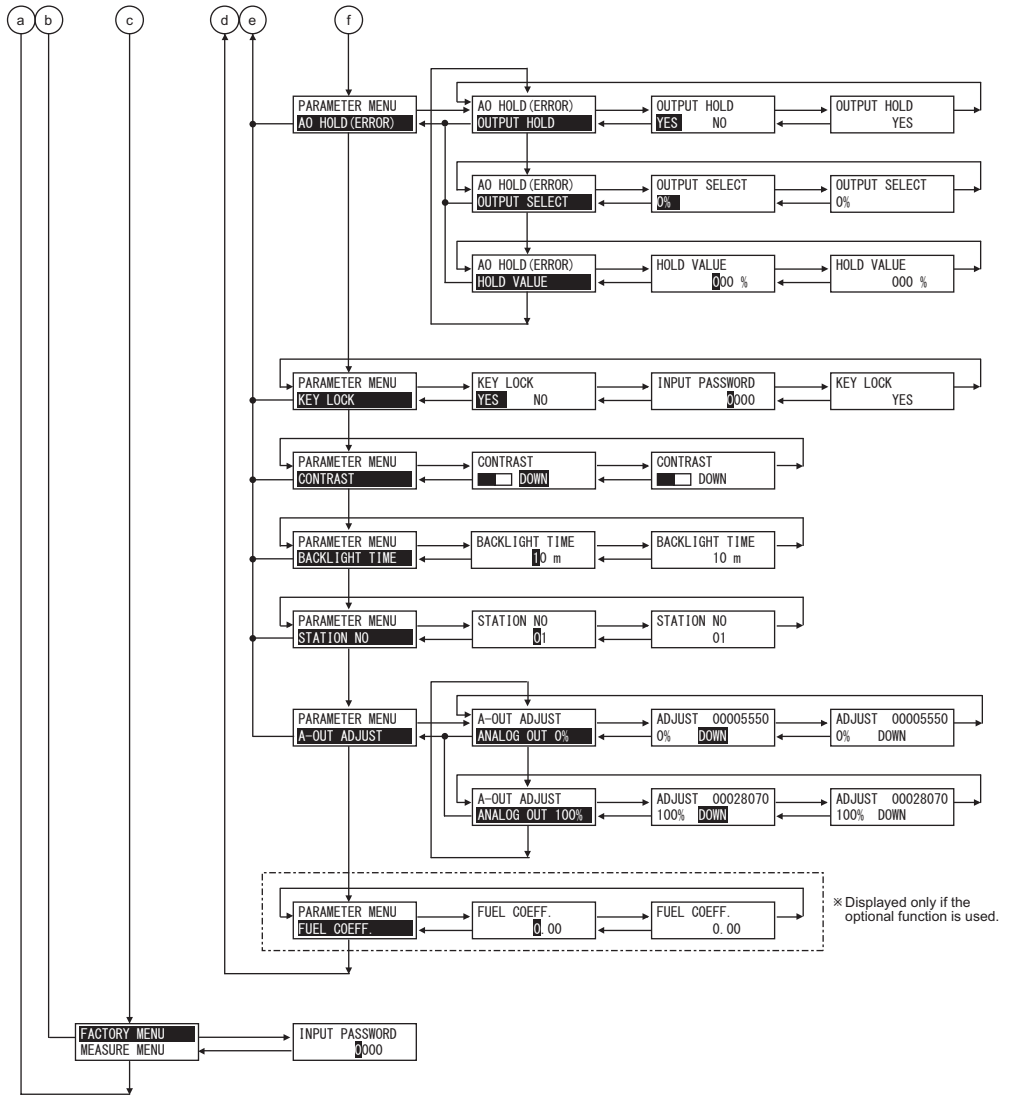 a b c d e f
PARAMETER MENU
AO HOLD(ERROR)
AO HOLD(ERROR)
OUTPUT HOLD
OUTPUT HOLD
YES NO
OUTPUT HOLD
YES
AO HOLD(ERROR)
OUTPUT SELECT
OUTPUT SELECT
0%
OUTPUT SELECT
0%
AO HOLD(ERROR)
HOLD VALUE
HOLD VALUE
000 %
HOLD VALUE
000 %
PARAMETER MENU
KEY LOCK
KEY LOCK
YES NO
INPUT PASSWORD
0000
KEY LOCK
YES
PARAMETER MENU
CONTRAST
CONTRAST
DOWN
CONTRAST
DOWN
PARAMETER MENU
BACKLIGHT TIME
BACKLIGHT TIME
10 m
BACKLIGHT TIME
10 m
PARAMETER MENU
STATION NO
STATION NO
01
STATION NO
01
PARAMETER MENU
A-OUT ADJUST
A-OUT ADJUST
ANALOG OUT 0%
ADJUST 00005550
0% DOWN
ADJUST 00005550
0% DOWN
A-OUT ADJUST
ANALOG OUT 100%
ADJUST 00028070
100% DOWN
ADJUST 00028070
100% DOWN
PARAMETER MENU
FUEL COEFF.
FUEL COEFF.
0.00
FUEL COEFF.
0.00
※ Displayed only if the
optional function is used.
FACTORY MENU
MEASURE MENU
INPUT PASSWORD
0000